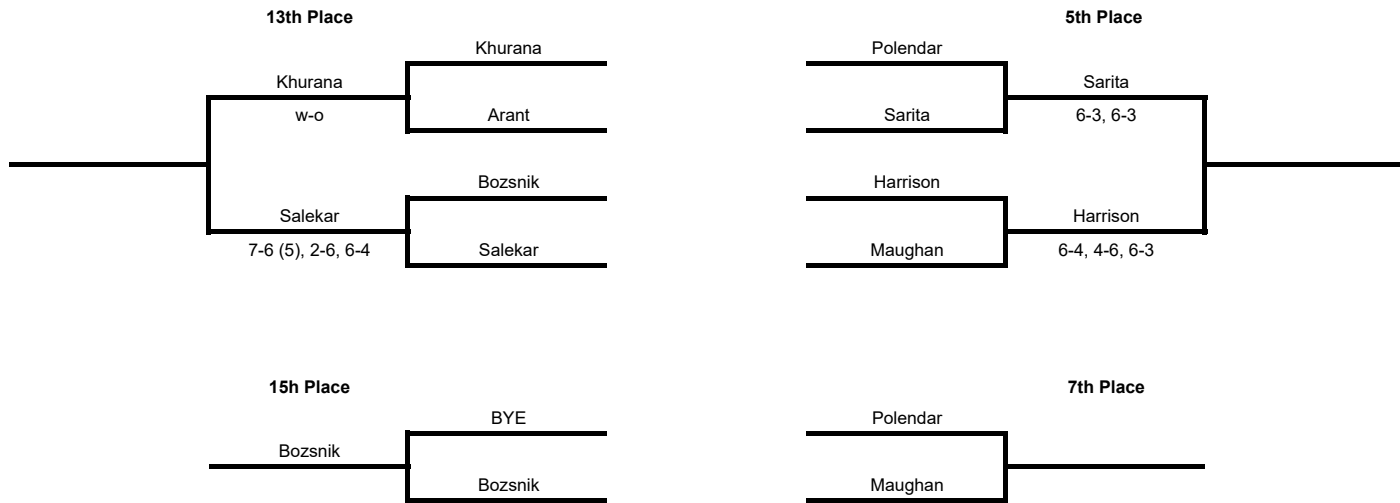 13th Place
5th Place
Khurana
Polendar
Khurana
Sarita
w-o
Arant
Sarita
6-3, 6-3
Bozsnik
Harrison
Salekar
Harrison
7-6 (5), 2-6, 6-4
Salekar
Maughan
6-4, 4-6, 6-3
15h Place
7th Place
BYE
Polendar
Bozsnik
Bozsnik
Maughan